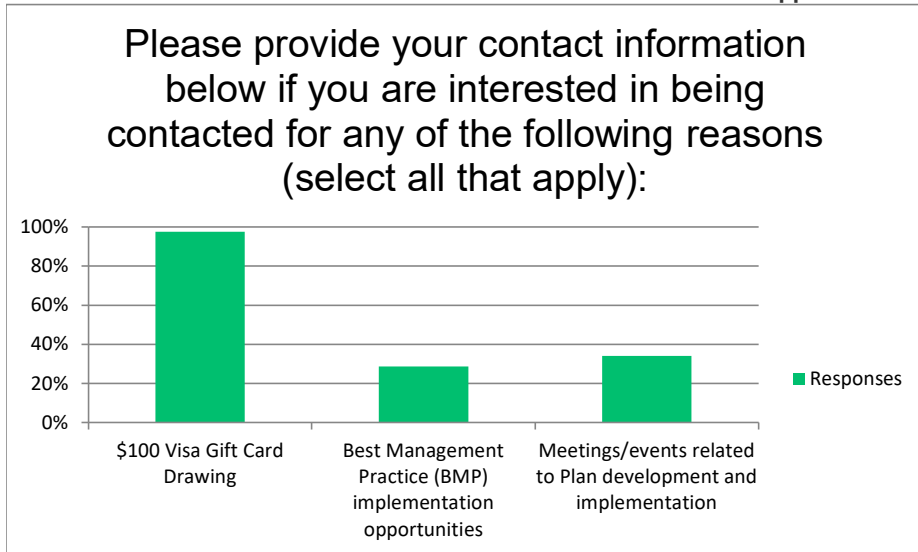 Please provide your contact information
below if you are interested in being
contacted for any of the following reasons
(select all that apply):
100%
80%
60%
40%
20%
0%
$100 Visa Gift Card
Drawing
Best Management
Practice (BMP)
implementation
opportunities
Meetings/events related
to Plan development and
implementation
Responses